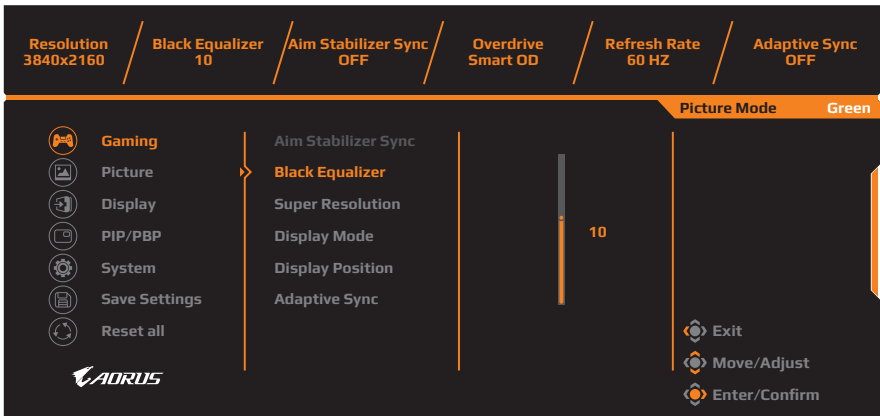 Resolution
3840x2160
Black Equalizer
10
Aim Stabilizer Sync
OFF
Overdrive
Smart OD
Refresh Rate
60 HZ
Adaptive Sync
OFF
Picture Mode Green
Gaming
Picture
Display
PIP/PBP
System
Save Settings
Reset all
Aim Stabilizer Sync
Black Equalizer
Super Resolution
Display Mode
Display Position
Adaptive Sync
10
Exit
Move/Adjust
Enter/Confirm
AORUS